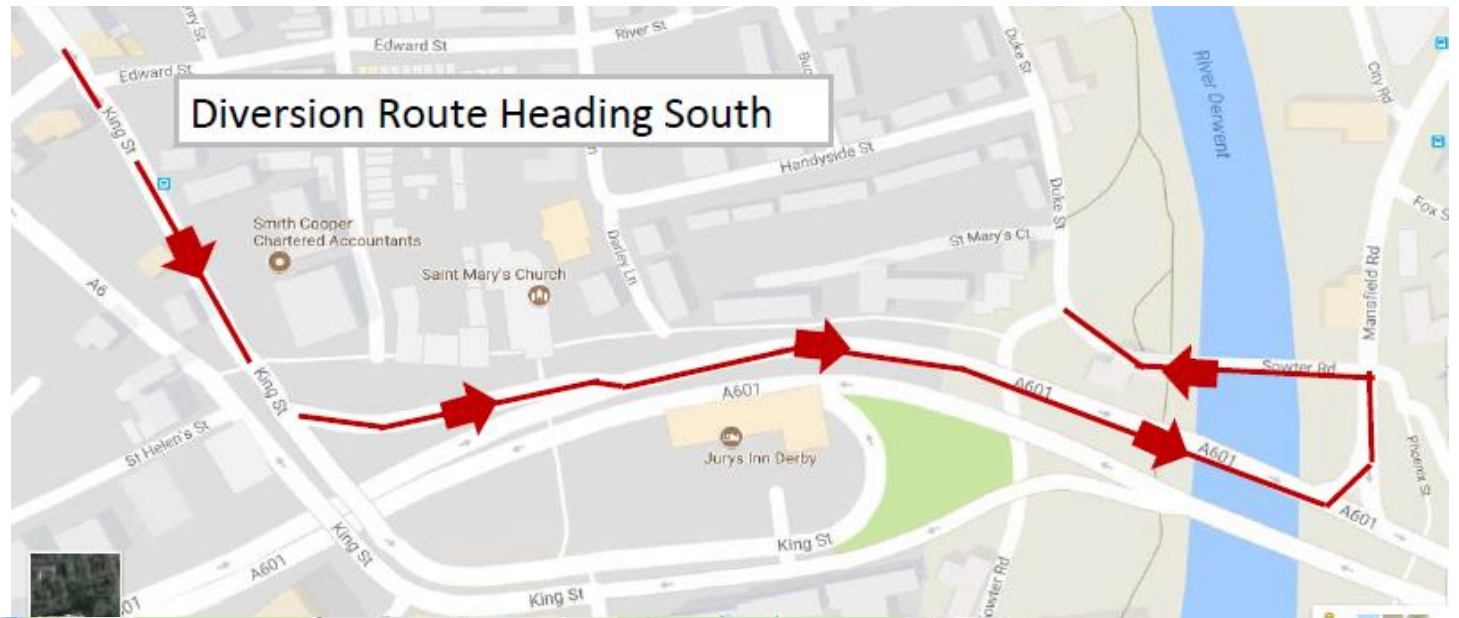 Edward St
River St
Duke St
River Derwent
City Rd
Edward St
Diversion Route Heading South
King St
Handyside St
Duke St
Fox S
Smith Cooper
Chartered Accountants
Darley Ln
St Mary's Ct
Saint Mary's Church
A6
Mansfield Rd
Sowter Rd
King St
A601
A601
St Helen's St
Jurys Inn Derby
A601
Phoenix St
A601
King St
King St
A601
King St
01
owter Rd